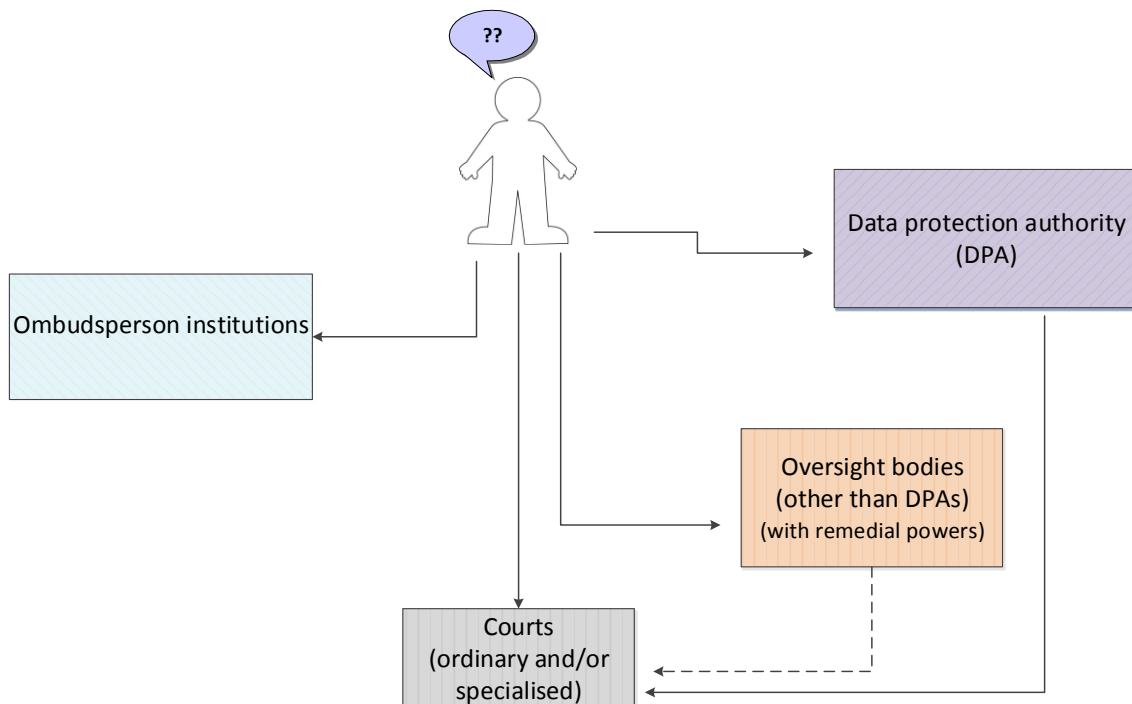 ??
Data protection authority
(DPA)
Ombudsperson institutions
Oversight bodies
(other than DPAs)
(with remedial powers)
Courts
(ordinary and/or
specialised)